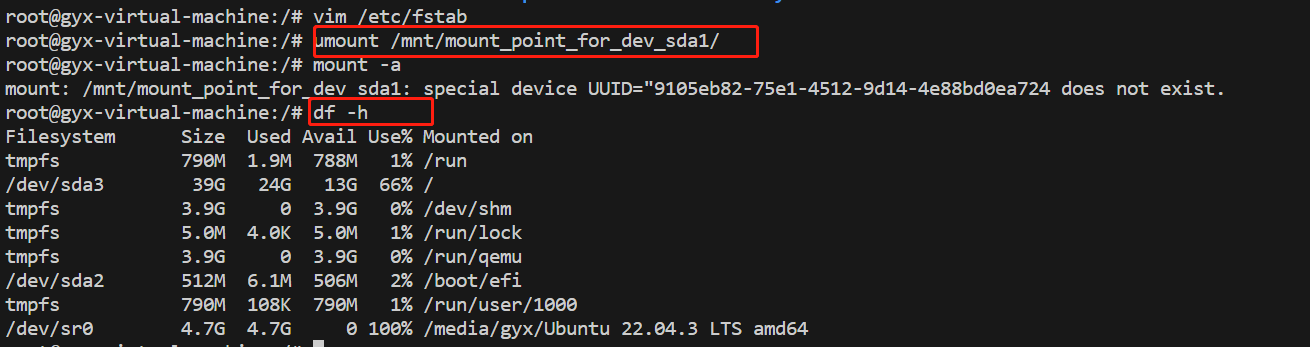 root@gyx-virtual-machine:/# vim /etc/fstab
root@gyx-virtual-machine:/# umount /mnt/mount_point_for_dev_sda1/
root@gyx-virtual-machine:/# mount -a
mount: /mnt/mount_point_for_dev_sda1: special device UUID="9105eb82-75e1-4512-9d14-4e88bd0ea724 does not exist.
root@gyx-virtual-machine:/# df -h
Filesystem      Size  Used Avail Use% Mounted on
tmpfs           790M  1.9M  788M   1% /run
/dev/sda3        39G   24G   13G  66% /
tmpfs           3.9G     0  3.9G   0% /dev/shm
tmpfs           5.0M  4.0K  5.0M   1% /run/lock
tmpfs           3.9G     0  3.9G   0% /run/qemu
/dev/sda2       512M  6.1M  506M   2% /boot/efi
tmpfs           790M  108K  790M   1% /run/user/1000
/dev/sr0        4.7G  4.7G     0 100% /media/gyx/Ubuntu 22.04.3 LTS amd64
root@gyx-virtual-machine:/#